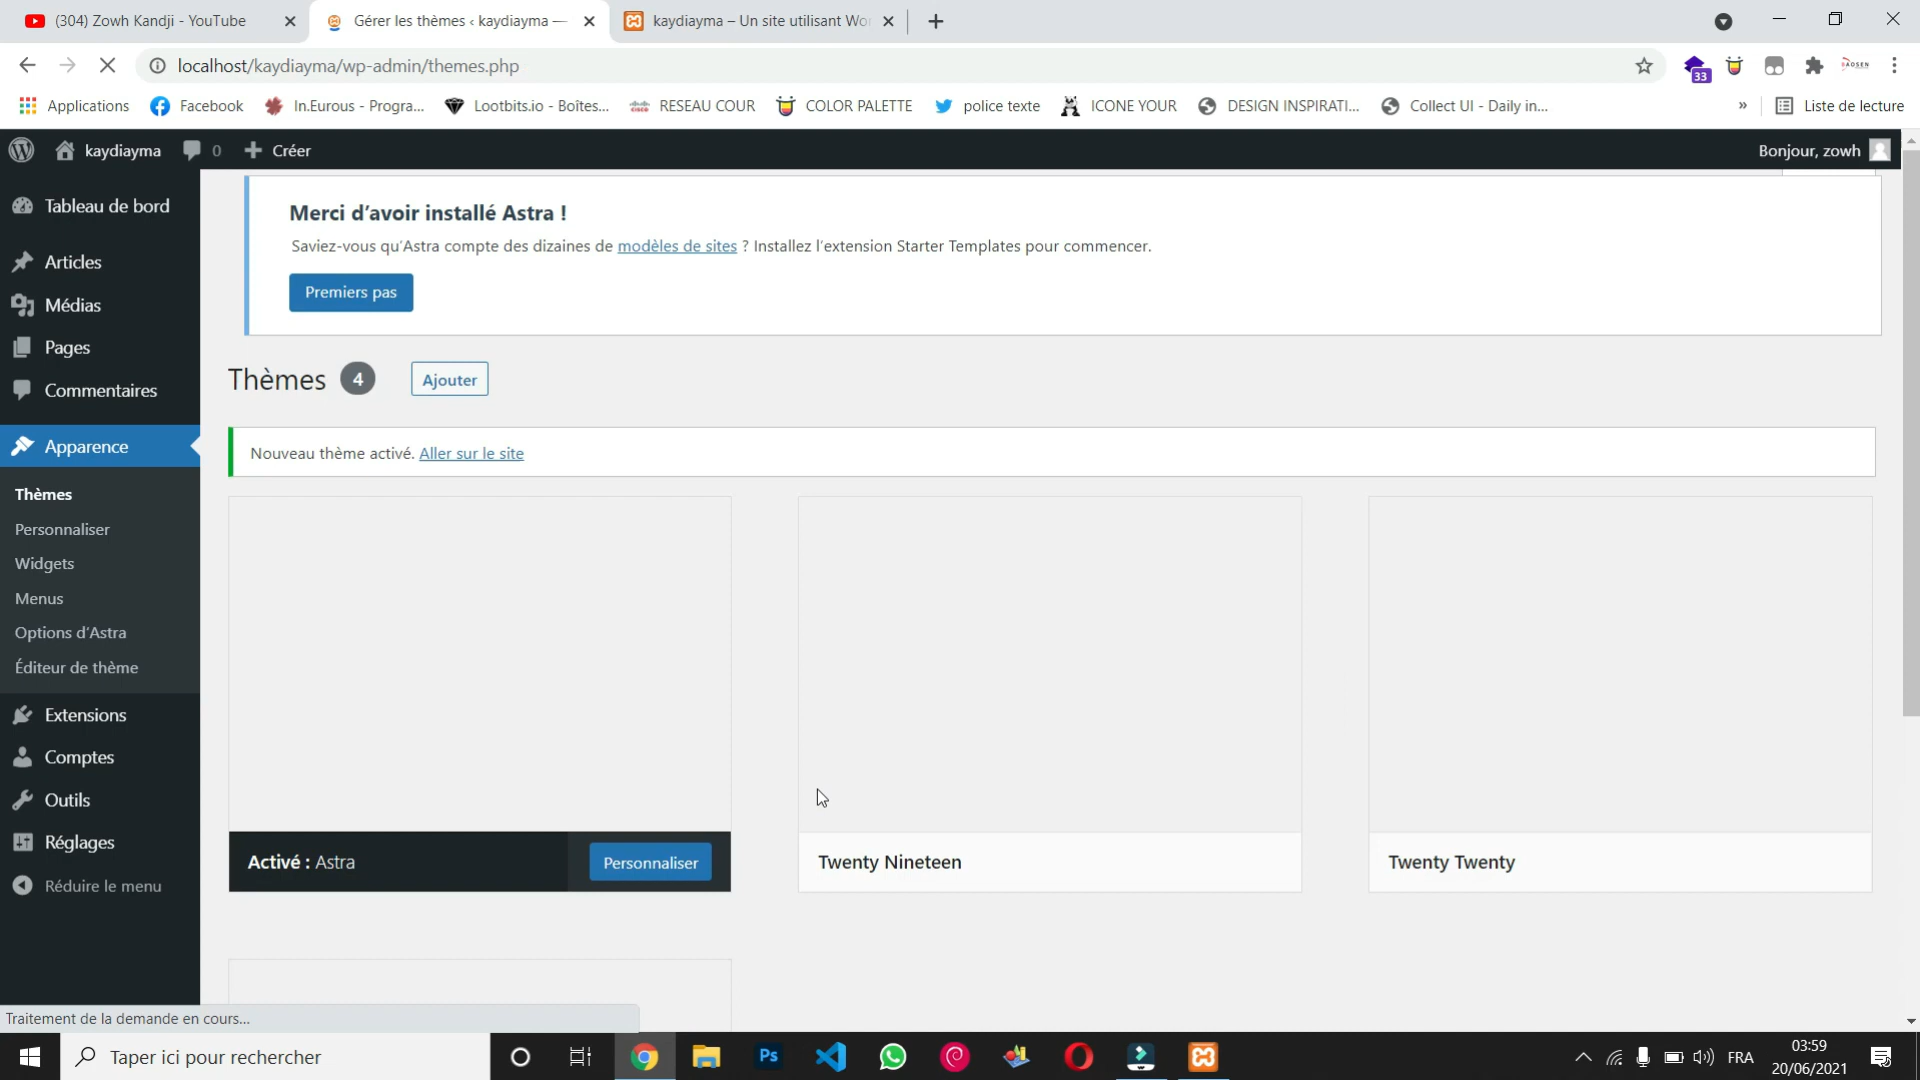 (304) Zowh Kandji - YouTube
Gérer les thèmes ‹ kaydiayma —
kaydiayma – Un site utilisant Wor
localhost/kaydiayma/wp-admin/themes.php
33
Applications
Facebook
In.Eurous - Progra...
Lootbits.io - Boîtes...
RESEAU COUR
COLOR PALETTE
police texte
ICONE YOUR
DESIGN INSPIRATI...
Collect UI - Daily in...
»
Liste de lecture
kaydiayma
0
Créer
Bonjour, zowh
Tableau de bord
Articles
Médias
Pages
Commentaires
Apparence
Thèmes
Personnaliser
Widgets
Menus
Options d'Astra
Éditeur de thème
Extensions
Comptes
Outils
Réglages
Réduire le menu
Merci d'avoir installé Astra !
Saviez-vous qu'Astra compte des dizaines de modèles de sites ? Installez l'extension Starter Templates pour commencer.
Premiers pas
Thèmes 4 Ajouter
Nouveau thème activé. Aller sur le site
Activé : Astra
Personnaliser
Twenty Nineteen
Twenty Twenty
Traitement de la demande en cours...
Taper ici pour rechercher
Ps
FRA
03:59
20/06/2021